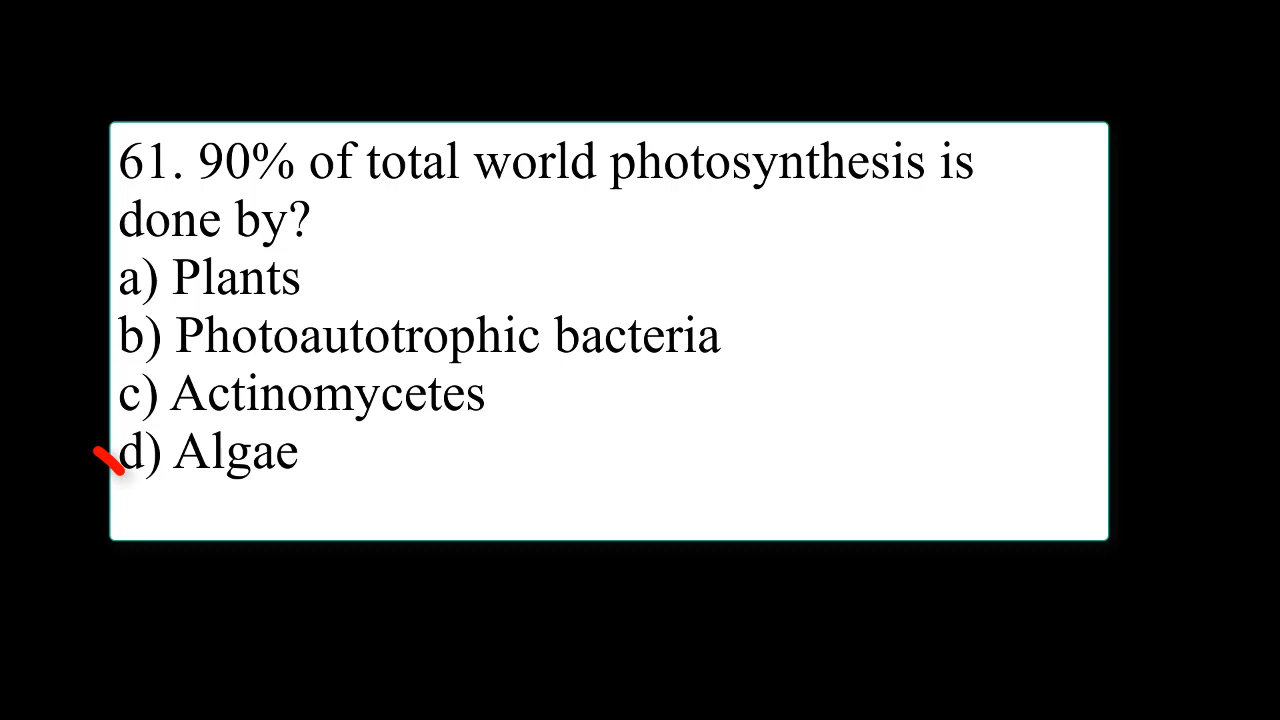 61. 90% of total world photosynthesis is
done by?
a) Plants
b) Photoautotrophic bacteria
c) Actinomycetes
d) Algae